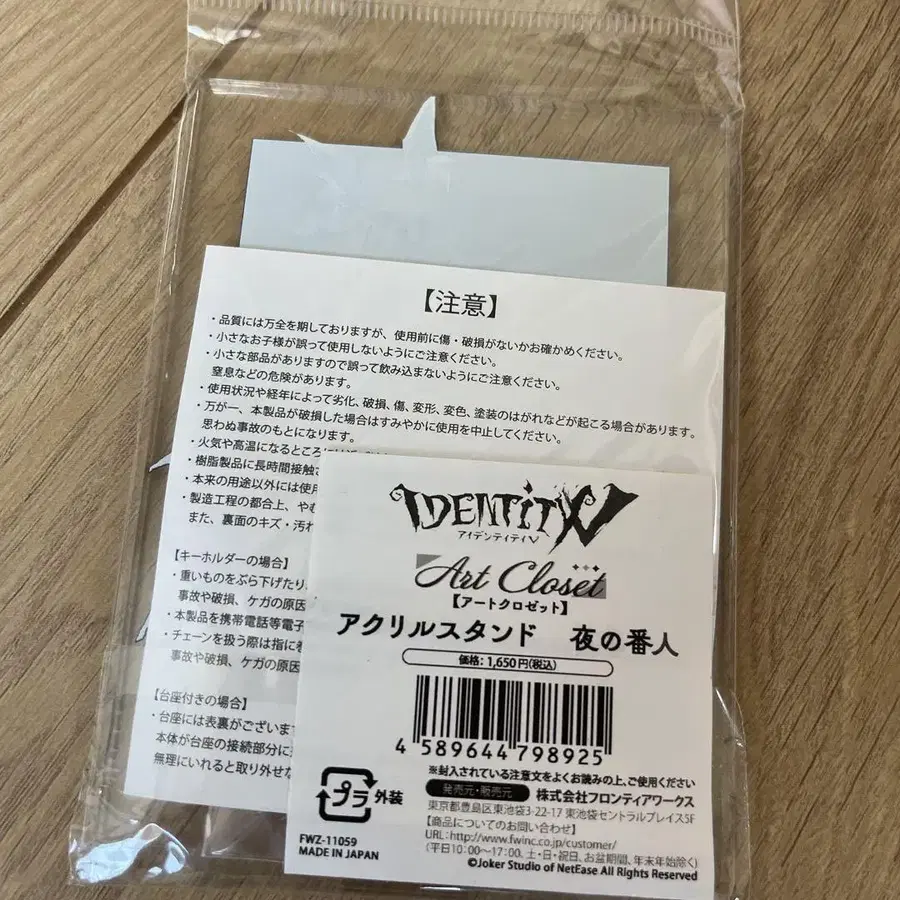 【注意】
・品質には万全を期しておりますが、使用前に傷・破損がないかお確かめください。
・小さなお子様が誤って使用しないようにご注意ください。
・小さな部品がありますので誤って飲み込まないようにご注意ください。
窒息などの危険があります。
・使用状況や経年によって劣化、破損、傷、変形、変色、塗装のはがれなどが起こる場合があります。
・万が一、本製品が破損した場合はすみやかに使用を中止してください。
思わぬ事故のもとになります。
・火気や高温になるところに
・樹脂製品に長時間接触
・本来の用途以外には使用
・製造工程の都合上、やむ
また、裏面のキズ・汚れ
【キーホルダーの場合】
・重いものをぶら下げたり、
事故や破損、ケガの原因
・本製品を携帯電話等電子
・チェーンを扱う際は指に
事故や破損、ケガの原因
【台座付きの場合】
・台座には表裏がございます
本体が台座の接続部分に
無理にいれると取り外せな
IDENTITY V
アイデンティティV
Art Closet
【アートクロゼット】
アクリルスタンド 夜の番人
価格:1,650円(税込)
4 589644 798925
※封入されている注意文をよくお読みの上、ご使用ください
プラ 外装
発売元・販売元 株式会社フロンティアワークス
東京都豊島区東池袋3-22-17 東池袋セントラルプレイス5F
【商品についてのお問い合わせ】
URL:http://www.fwinc.co.jp/customer/
(平日10:00~17:00、土・日・祝日、お盆期間、年末年始除く)
FWZ-11059
MADE IN JAPAN
©Joker Studio of NetEase All Rights Reserved